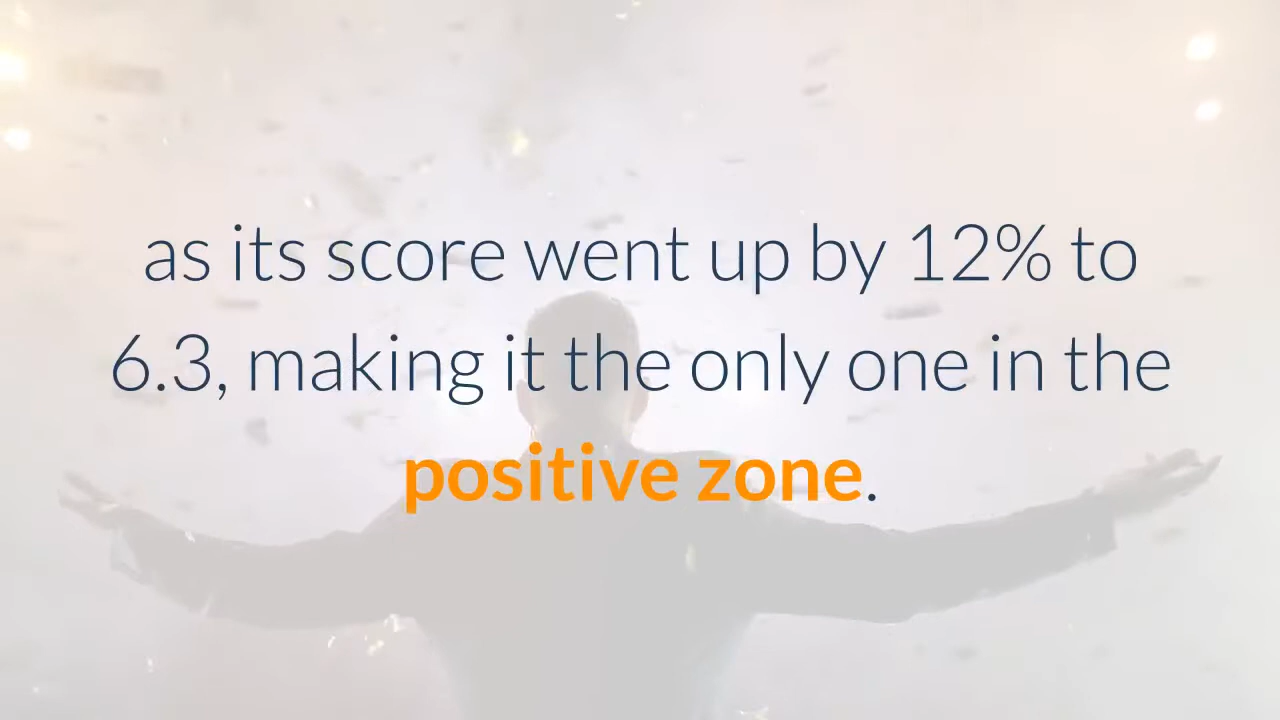 as its score went up by 12% to
6.3, making it the only one in the
positive zone.